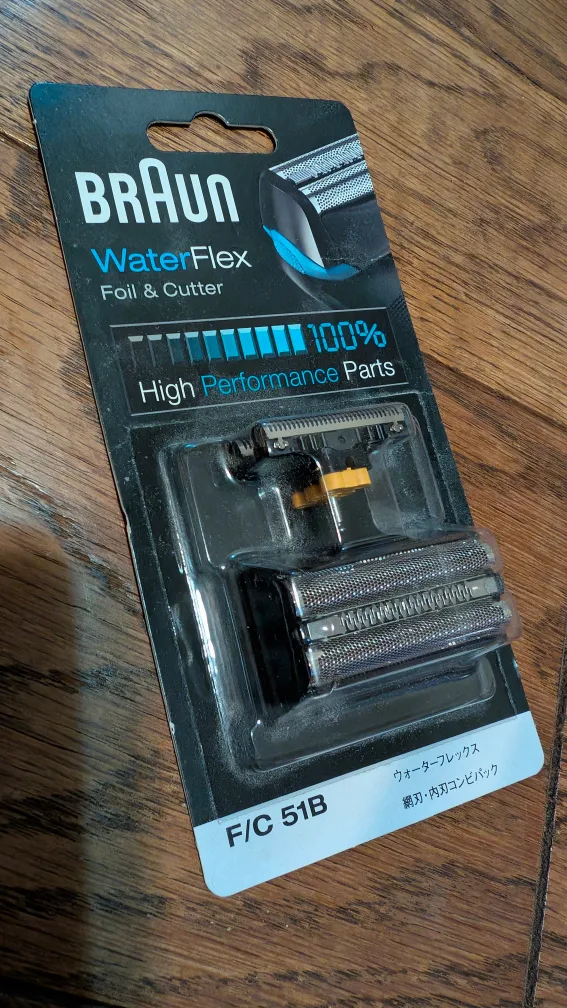 BRAUN
WaterFlex
Foil & Cutter
100%
High Performance Parts
F/C 51B
ウォーターフレックス
網刃・内刃コンビパック